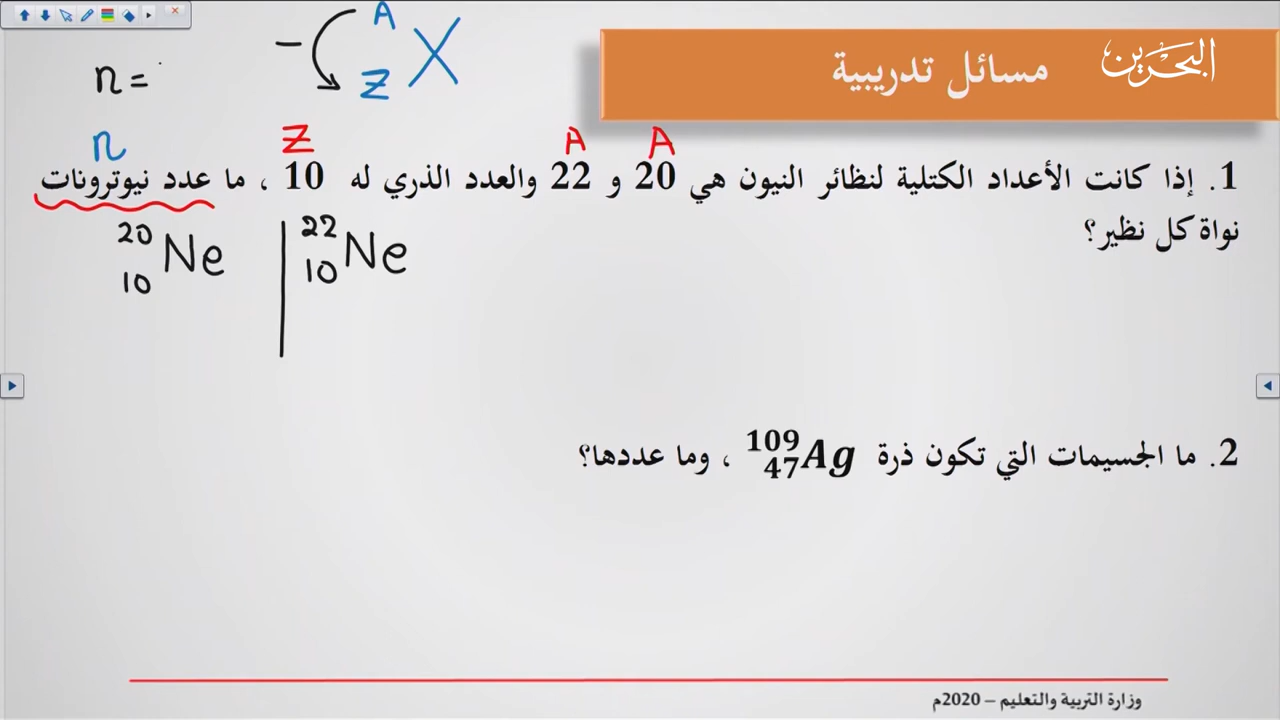 البحرين
مسائل تدريبية
n =
A
Z X
−
n Z A A
1. إذا كانت الأعداد الكتلية لنظائر النيون هي 20 و 22 والعدد الذري له 10 ، ما عدد نيوترونات
نواة كل نظير؟
20
10 Ne
22
10 Ne
2. ما الجسيمات التي تكون ذرة 109 47 Ag ، وما عددها؟
وزارة التربية والتعليم – 2020م